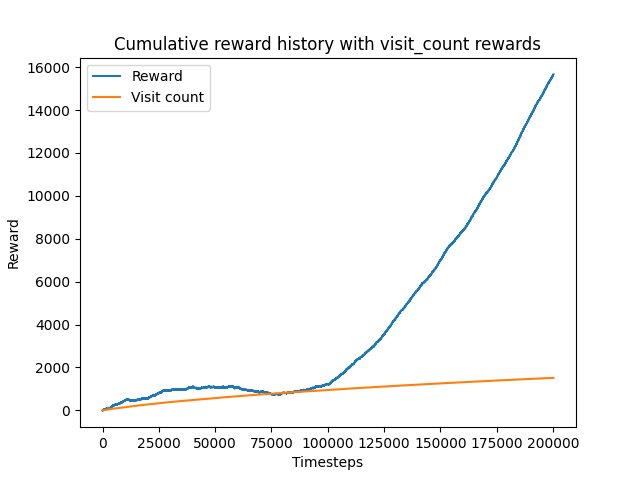 Cumulative reward history with visit_count rewards
Reward
Visit count
16000
14000
12000
10000
8000
6000
4000
2000
0
Reward
0 25000 50000 75000 100000 125000 150000 175000 200000
Timesteps